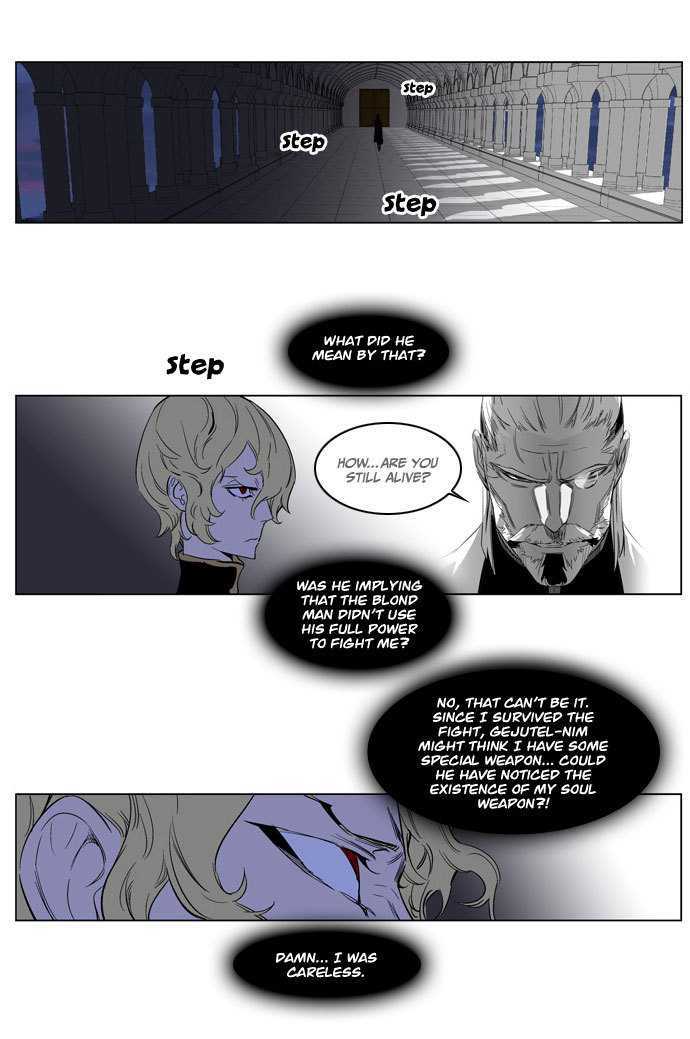 Step
Step
Step
WHAT DID HE
MEAN BY THAT?
Step
HOW...ARE YOU
STILL ALIVE?
WAS HE IMPLYING
THAT THE BLOND
MAN DIDN'T USE
HIS FULL POWER
TO FIGHT ME?
NO, THAT CAN'T BE IT.
SINCE I SURVIVED THE
FIGHT, GEJUTEL-NIM
MIGHT THINK I HAVE SOME
SPECIAL WEAPON... COULD
HE HAVE NOTICED THE
EXISTENCE OF MY SOUL
WEAPON?!
DAMN... I WAS
CARELESS.